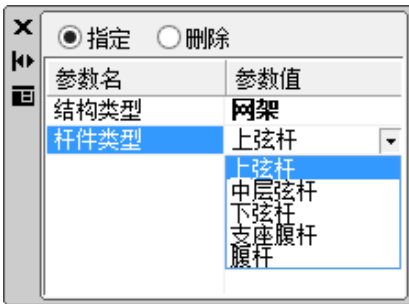 指定 删除
参数名 参数值
结构类型 网架
杆件类型 上弦杆
上弦杆
中层弦杆
下弦杆
支座腹杆
腹杆